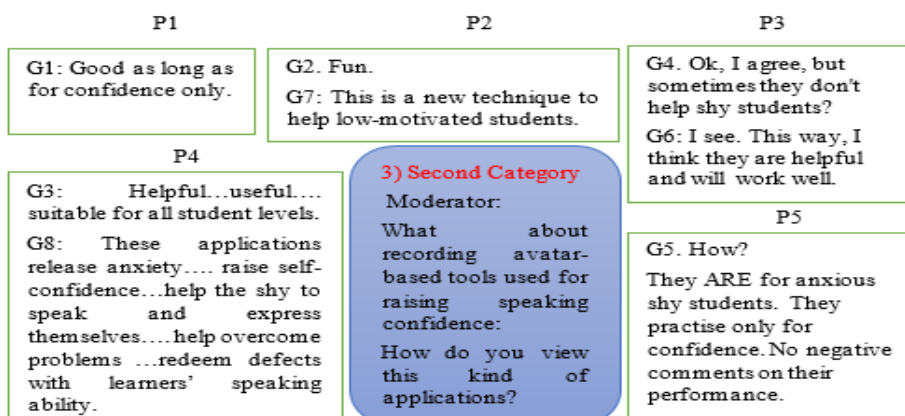 P1
G1: Good as long as
for confidence only.
P2
G2. Fun.
G7: This is a new technique to
help low-motivated students.
P3
G4. Ok, I agree, but
sometimes they don't
help shy students?
G6: I see. This way, I
think they are helpful
and will work well.
P4
G3: Helpful...useful....
suitable for all student levels.
G8: These applications
release anxiety.... raise self-
confidence...help the shy to
speak and express
themselves.... help overcome
problems ...redeem defects
with learners' speaking
ability.
3) Second Category
Moderator:
What about
recording avatar-
based tools used for
raising speaking
confidence:
How do you view
this kind of
applications?
P5
G5. How?
They ARE for anxious
shy students. They
practise only for
confidence. No negative
comments on their
performance.